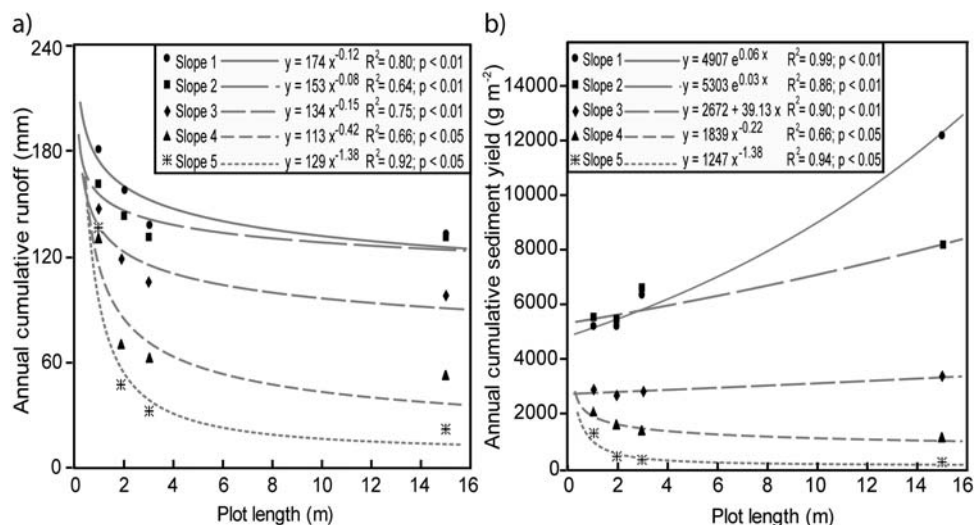 a)
240
180
120
60
0
Annual cumulative runoff (mm)
Slope 1 y = 174 x^-0.12 R^2= 0.80; p < 0.01
Slope 2 y = 153 x^-0.08 R^2= 0.64; p < 0.01
Slope 3 y = 134 x^-0.15 R^2= 0.75; p < 0.01
Slope 4 y = 113 x^-0.42 R^2= 0.66; p < 0.05
Slope 5 y = 129 x^-1.38 R^2= 0.92; p < 0.05
0 2 4 6 8 10 12 14 16
Plot length (m)
b)
14000
12000
10000
8000
6000
4000
2000
0
Annual cumulative sediment yield (g m^-2)
Slope 1 y = 4907 e^0.06 x R^2= 0.99; p < 0.01
Slope 2 y = 5303 e^0.03 x R^2= 0.86; p < 0.01
Slope 3 y = 2672 + 39.13 x R^2= 0.90; p < 0.01
Slope 4 y = 1839 x^-0.22 R^2= 0.66; p < 0.05
Slope 5 y = 1247 x^-1.38 R^2= 0.94; p < 0.05
0 2 4 6 8 10 12 14 16
Plot length (m)